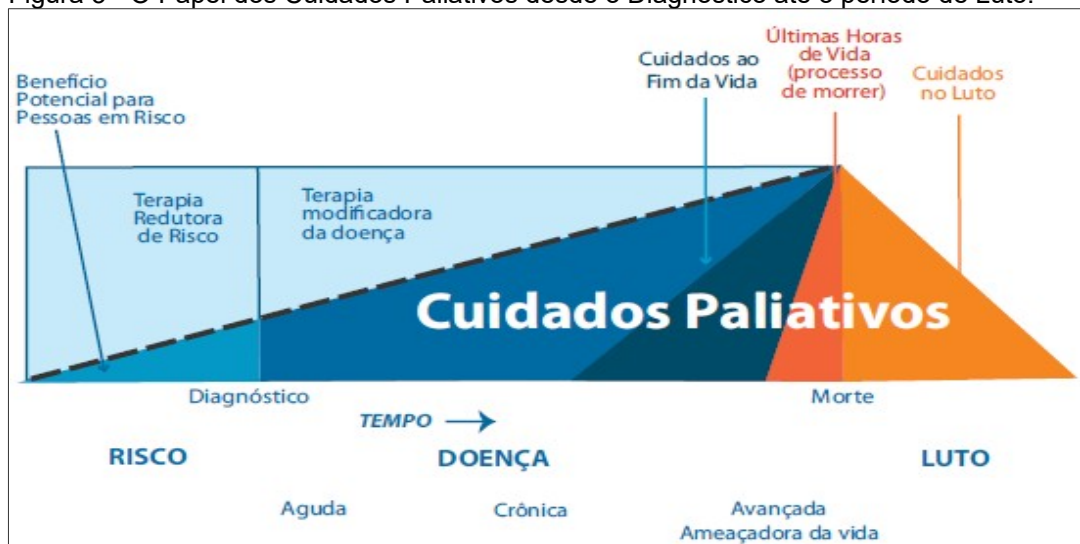 Figura 3 - O Papel dos Cuidados Paliativos desde o Diagnóstico até o período de Luto.
Benefício
Potencial para
Pessoas em Risco
Terapia
Redutora
de Risco
Terapia
modificadora
da doença
Cuidados ao
Fim da Vida
Últimas Horas
de Vida
(processo
de morrer)
Cuidados
no Luto
Cuidados Paliativos
Diagnóstico
Morte
TEMPO
RISCO
DOENÇA
LUTO
Aguda
Crônica
Avançada
Ameaçadora da vida